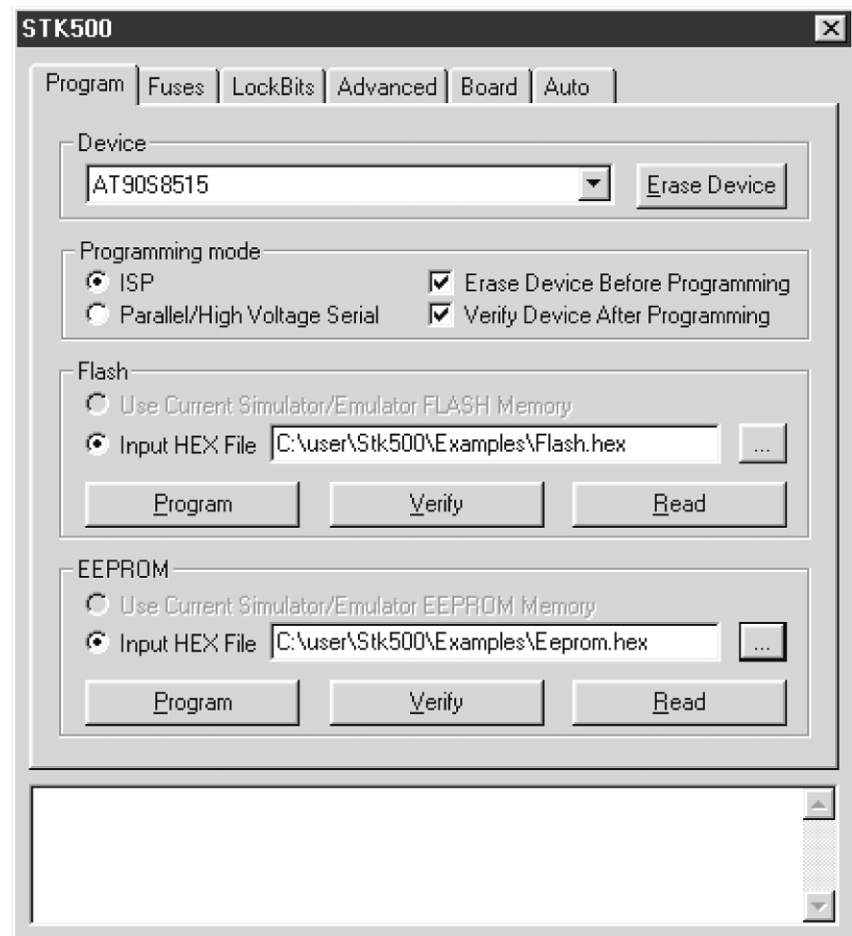 STK500
Program Fuses LockBits Advanced Board Auto
Device
AT90S8515 Erase Device
Programming mode
ISP Erase Device Before Programming
Parallel/High Voltage Serial Verify Device After Programming
Flash
Use Current Simulator/Emulator FLASH Memory
Input HEX File C:\user\Stk500\Examples\Flash.hex ...
Program Verify Read
EEPROM
Use Current Simulator/Emulator EEPROM Memory
Input HEX File C:\user\Stk500\Examples\Eeprom.hex ...
Program Verify Read